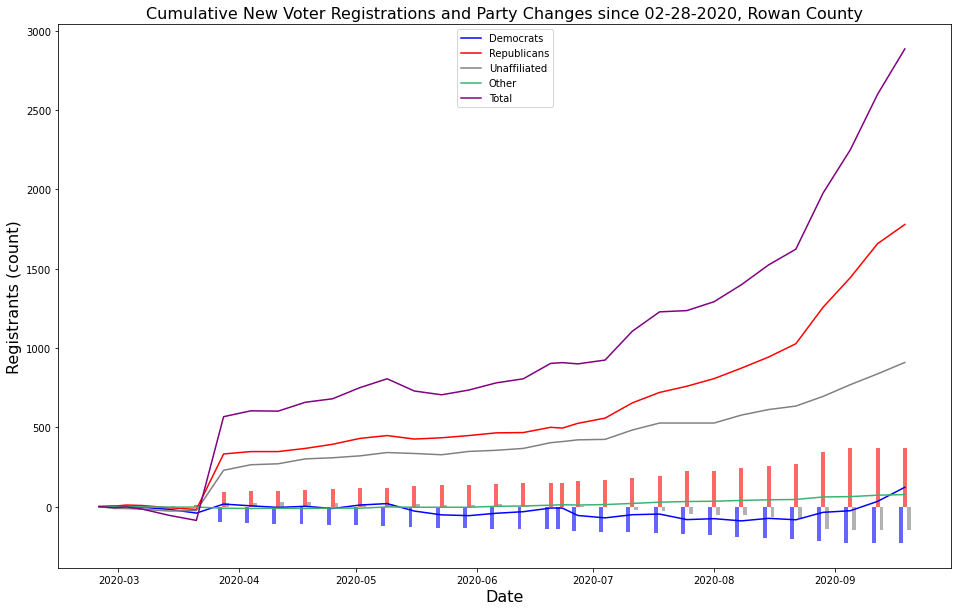 Cumulative New Voter Registrations and Party Changes since 02-28-2020, Rowan County
Democrats
Republicans
Unaffiliated
Other
Total
Registrants (count)
3000
2500
2000
1500
1000
500
0
2020-03
2020-04
2020-05
2020-06
2020-07
2020-08
2020-09
Date